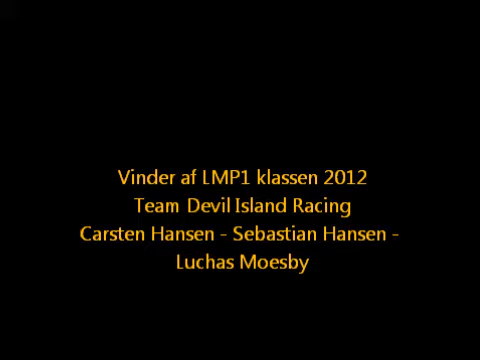 Vinder af LMP1 klassen 2012
Team Devil Island Racing
Carsten Hansen - Sebastian Hansen -
Luchas Moesby